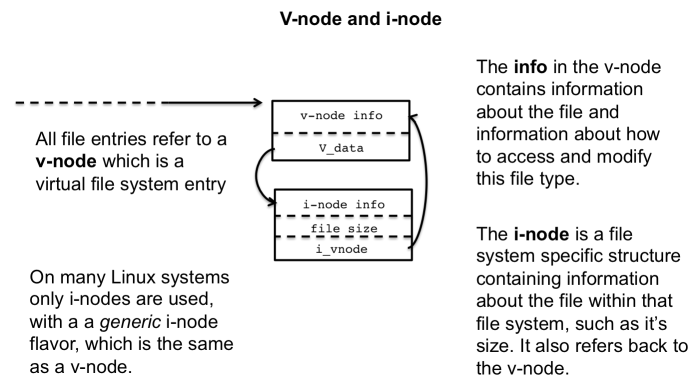 V-node and i-node
All file entries refer to a
v-node which is a
virtual file system entry
On many Linux systems
only i-nodes are used,
with a a generic i-node
flavor, which is the same
as a v-node.
v-node info
V_data
i-node info
file size
i_vnode
The info in the v-node
contains information
about the file and
information about how
to access and modify
this file type.
The i-node is a file
system specific structure
containing information
about the file within that
file system, such as it's
size. It also refers back to
the v-node.